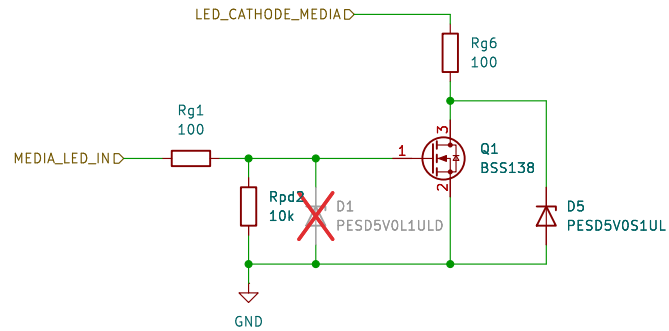 LED_CATHODE_MEDIA
Rg6
100
Rg1
100
3
MEDIA_LED_IN
1
Q1
BSS138
2
Rpd2
10k
D1
PESD5V0L1ULD
D5
PESD5V0S1UL
GND